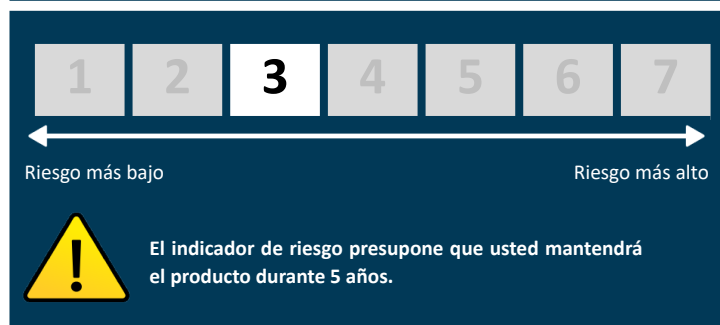 1 2 3 4 5 6 7
Riesgo más bajo Riesgo más alto
El indicador de riesgo presupone que usted mantendrá
el producto durante 5 años.